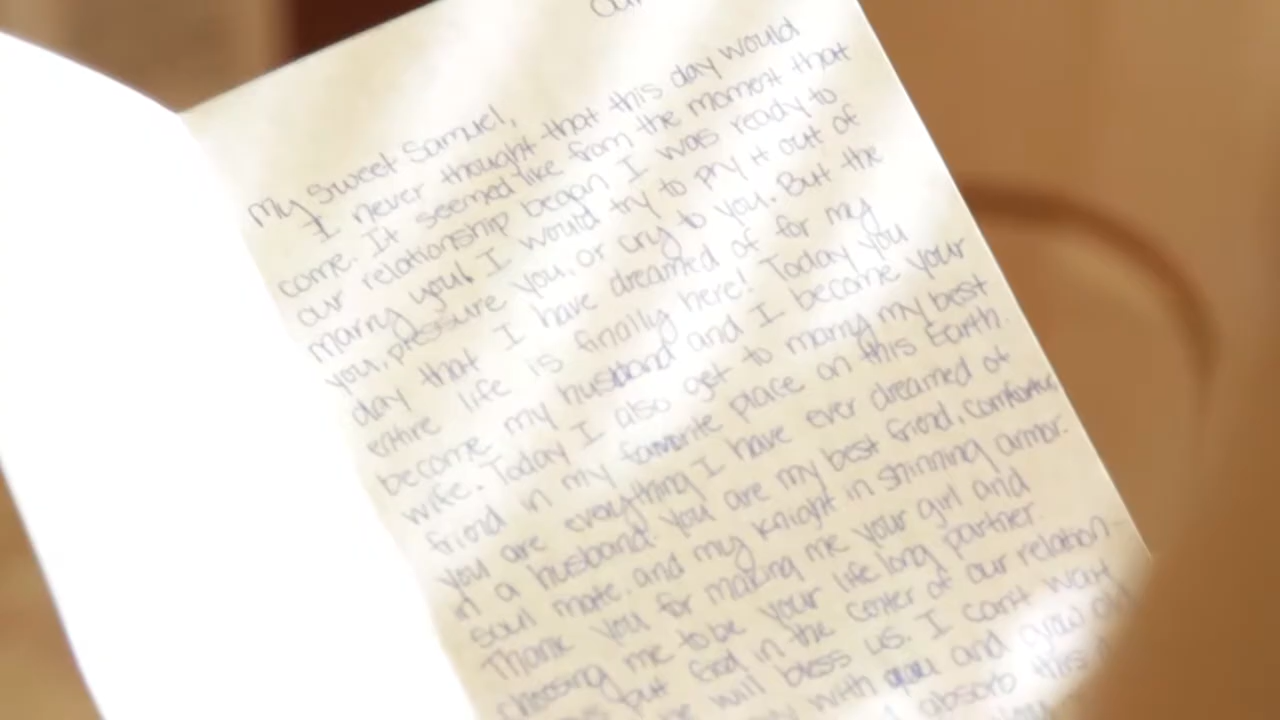 Our
My Sweet Samuel,
I never thought that this day would
come. It seemed like from the moment that
our relationship began I was ready to
marry you! I would try to pry it out of
you, pressure you, or cry to you. But the
day that I have dreamed of for my
entire life is finally here! Today you
become my husband and I become your
wife. Today I also get to marry my best
friend in my favorite place on this Earth.
You are everything I have ever dreamed of
in a husband. You are my best friend,
soul mate, and my knight in shinning armor.
Thank you for making me your girl and
choosing me to be your life long partner.
put God in the center of our relation-
he will bless us. I can't wait
with you and grow
absorb this